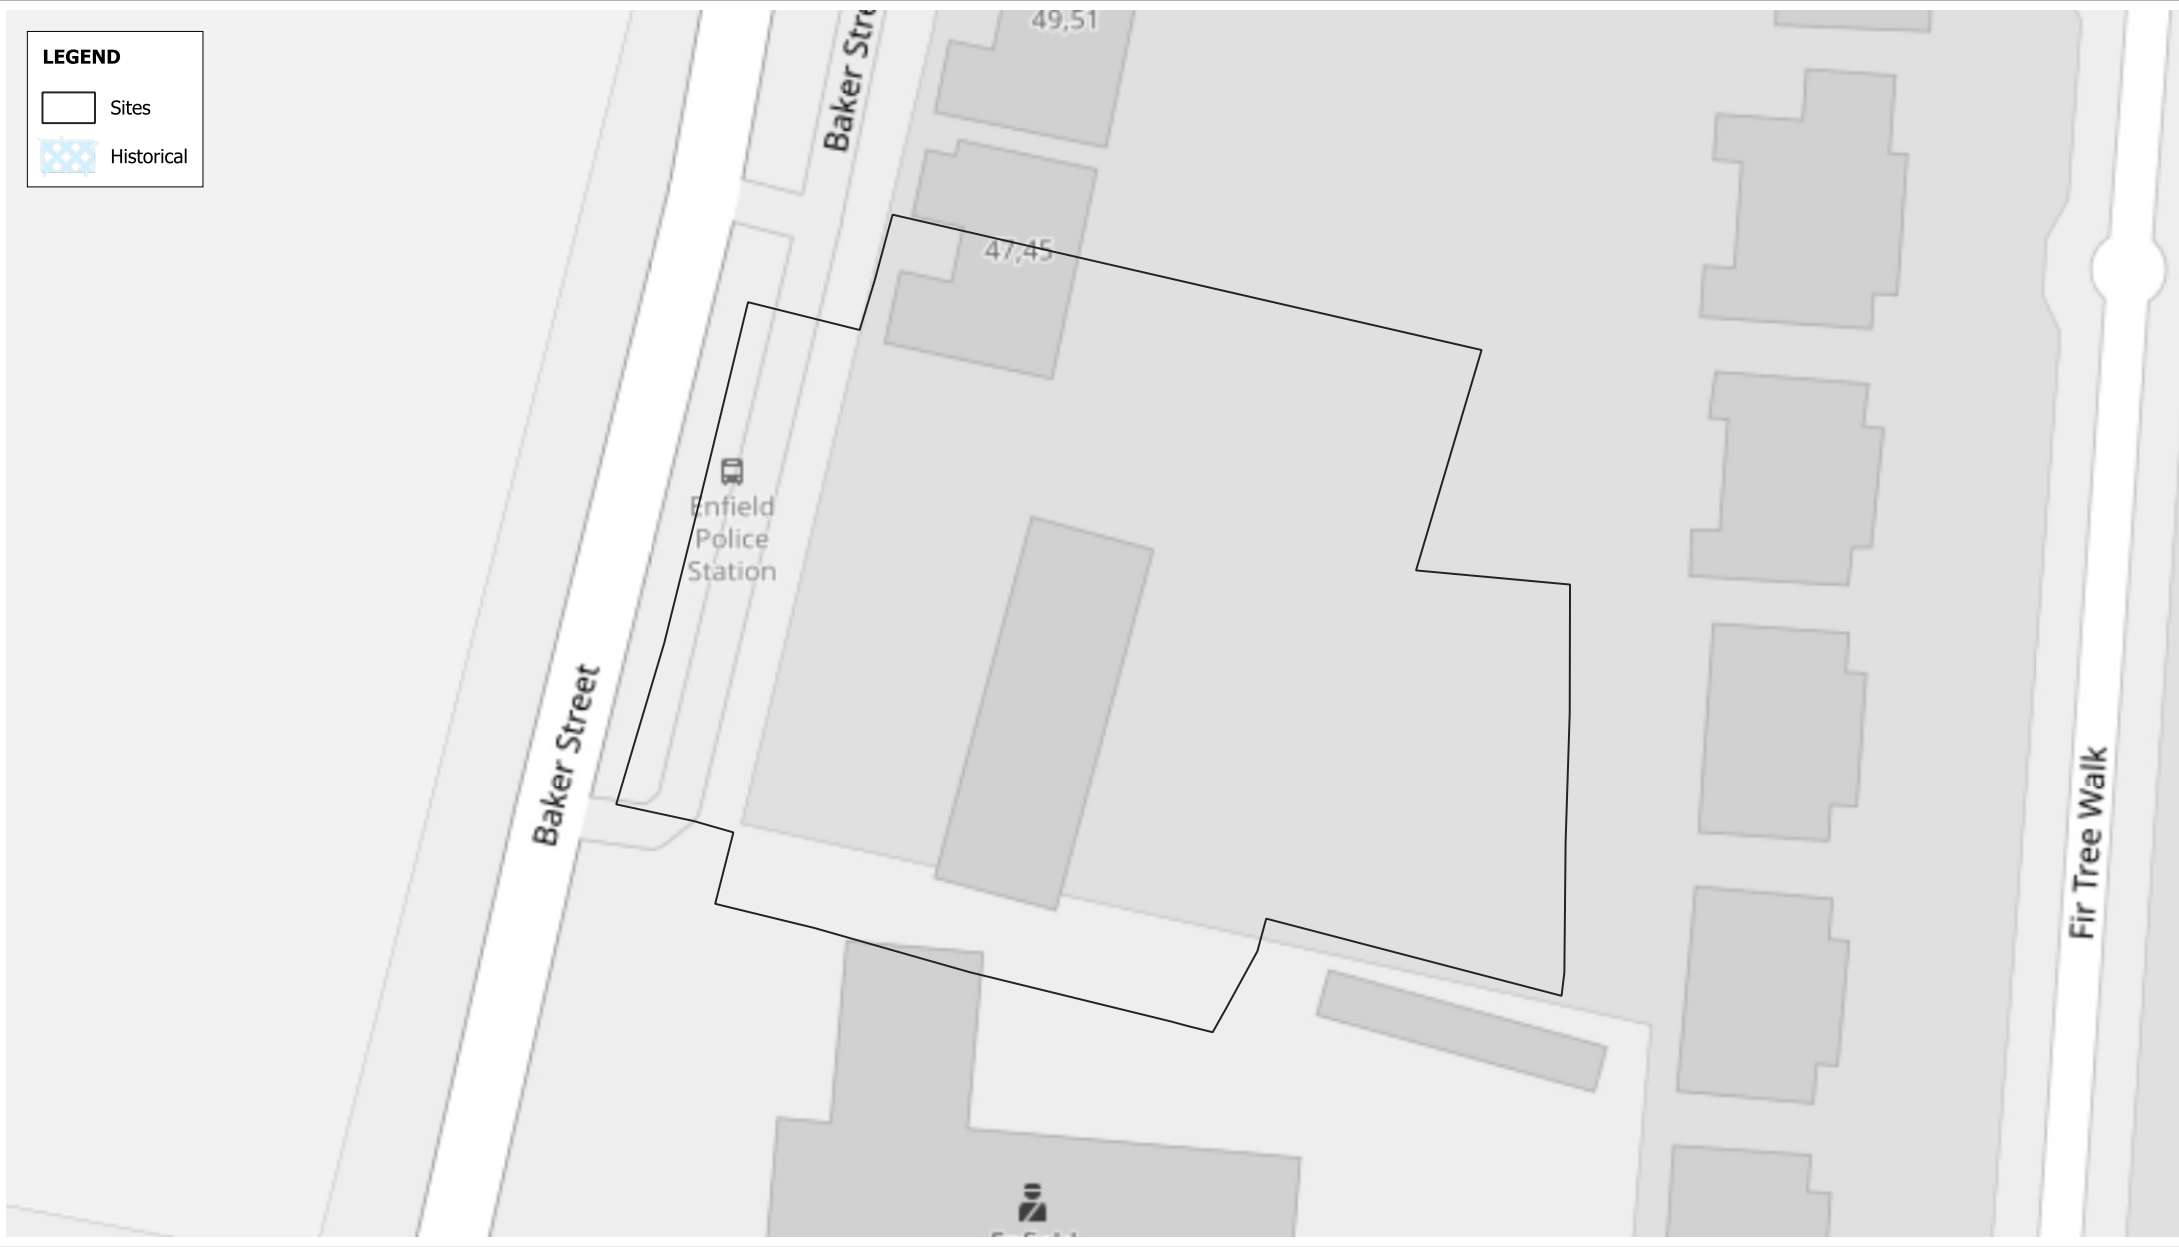 LEGEND
Sites
Historical
49,51
Baker Stre
47,45
Enfield
Police
Station
Baker Street
Fir Tree Walk